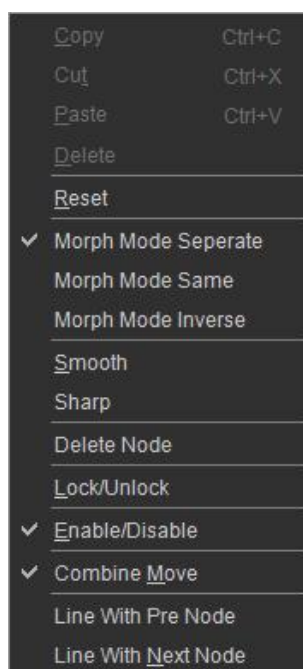 Copy Ctrl+C
Cut Ctrl+X
Paste Ctrl+V
Delete
Reset
Morph Mode Seperate
Morph Mode Same
Morph Mode Inverse
Smooth
Sharp
Delete Node
Lock/Unlock
Enable/Disable
Combine Move
Line With Pre Node
Line With Next Node